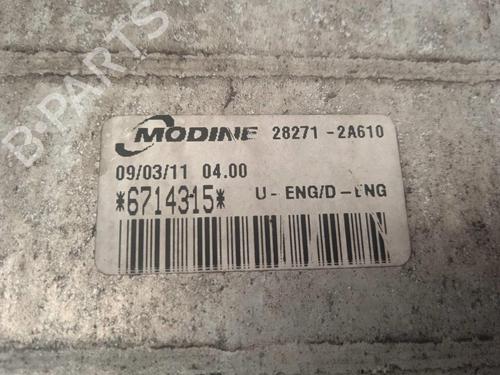 MODINE 28271-2A610
09/03/11 04.00
*6714315* U-ENG/D-ENG
B-PARTS